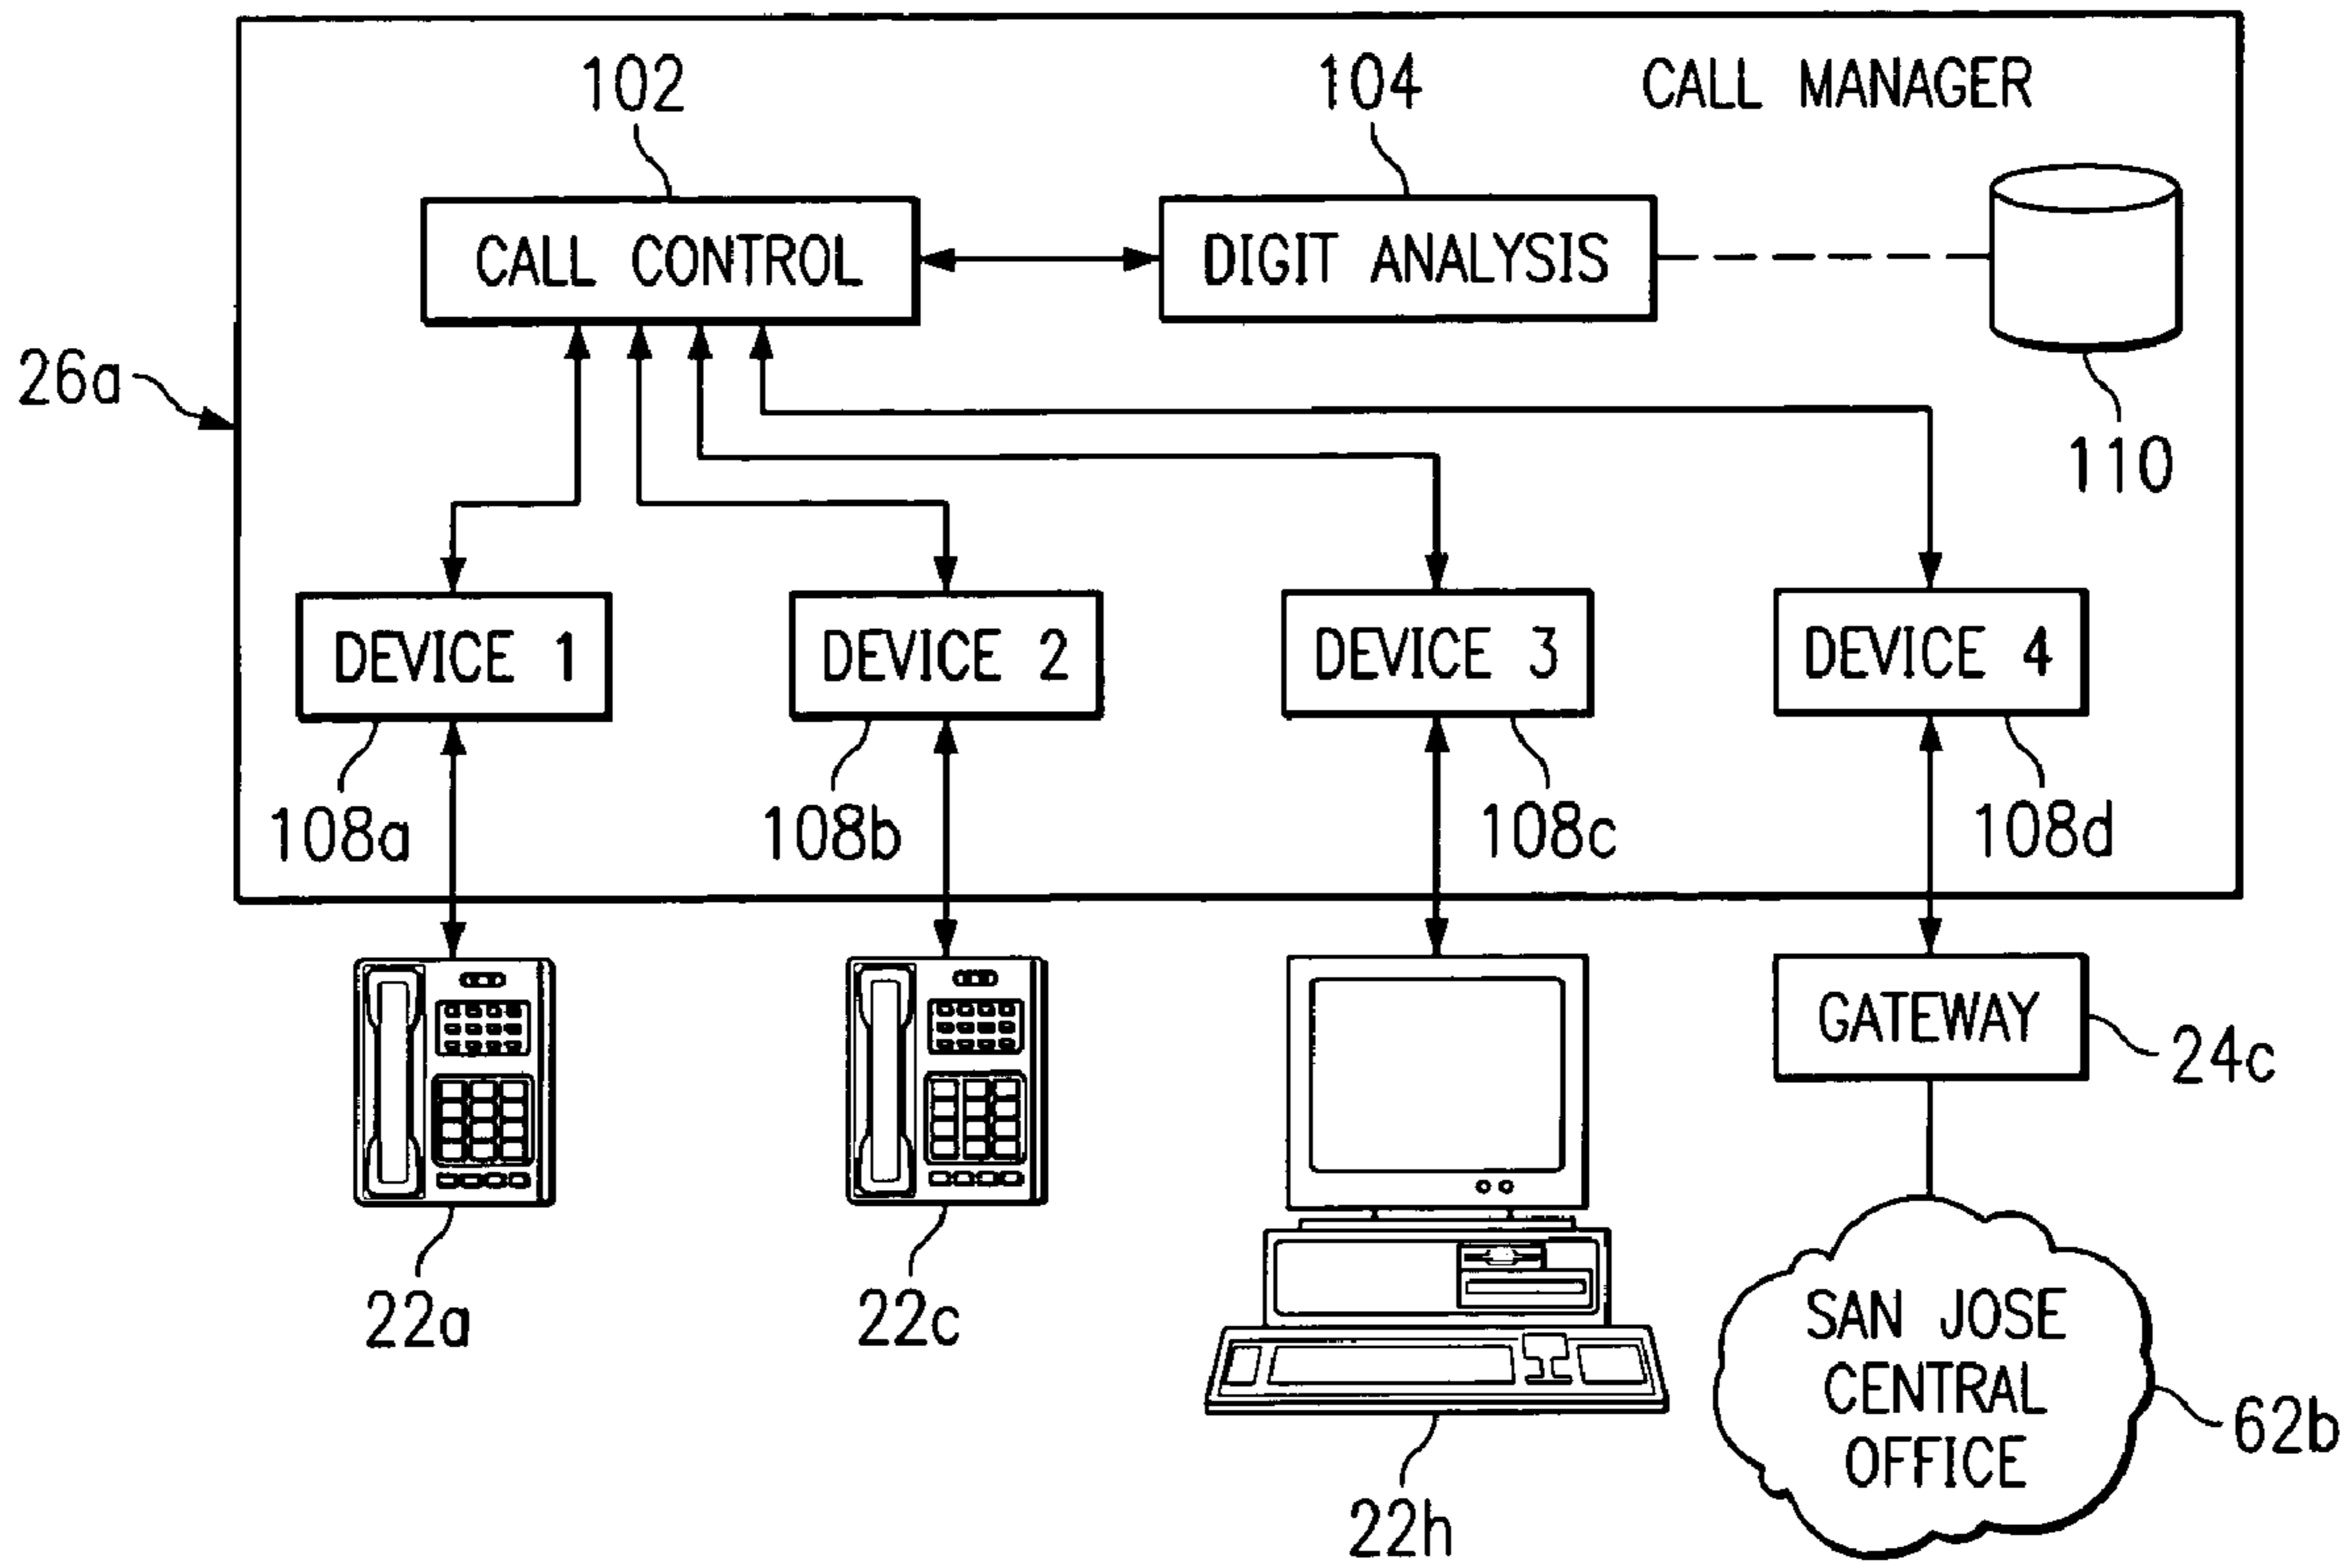 102
104
CALL MANAGER
CALL CONTROL
DIGIT ANALYSIS
26a
110
DEVICE 1
DEVICE 2
DEVICE 3
DEVICE 4
108a
108b
108c
108d
GATEWAY
24c
22a
22c
22h
SAN JOSE
CENTRAL
OFFICE
62b